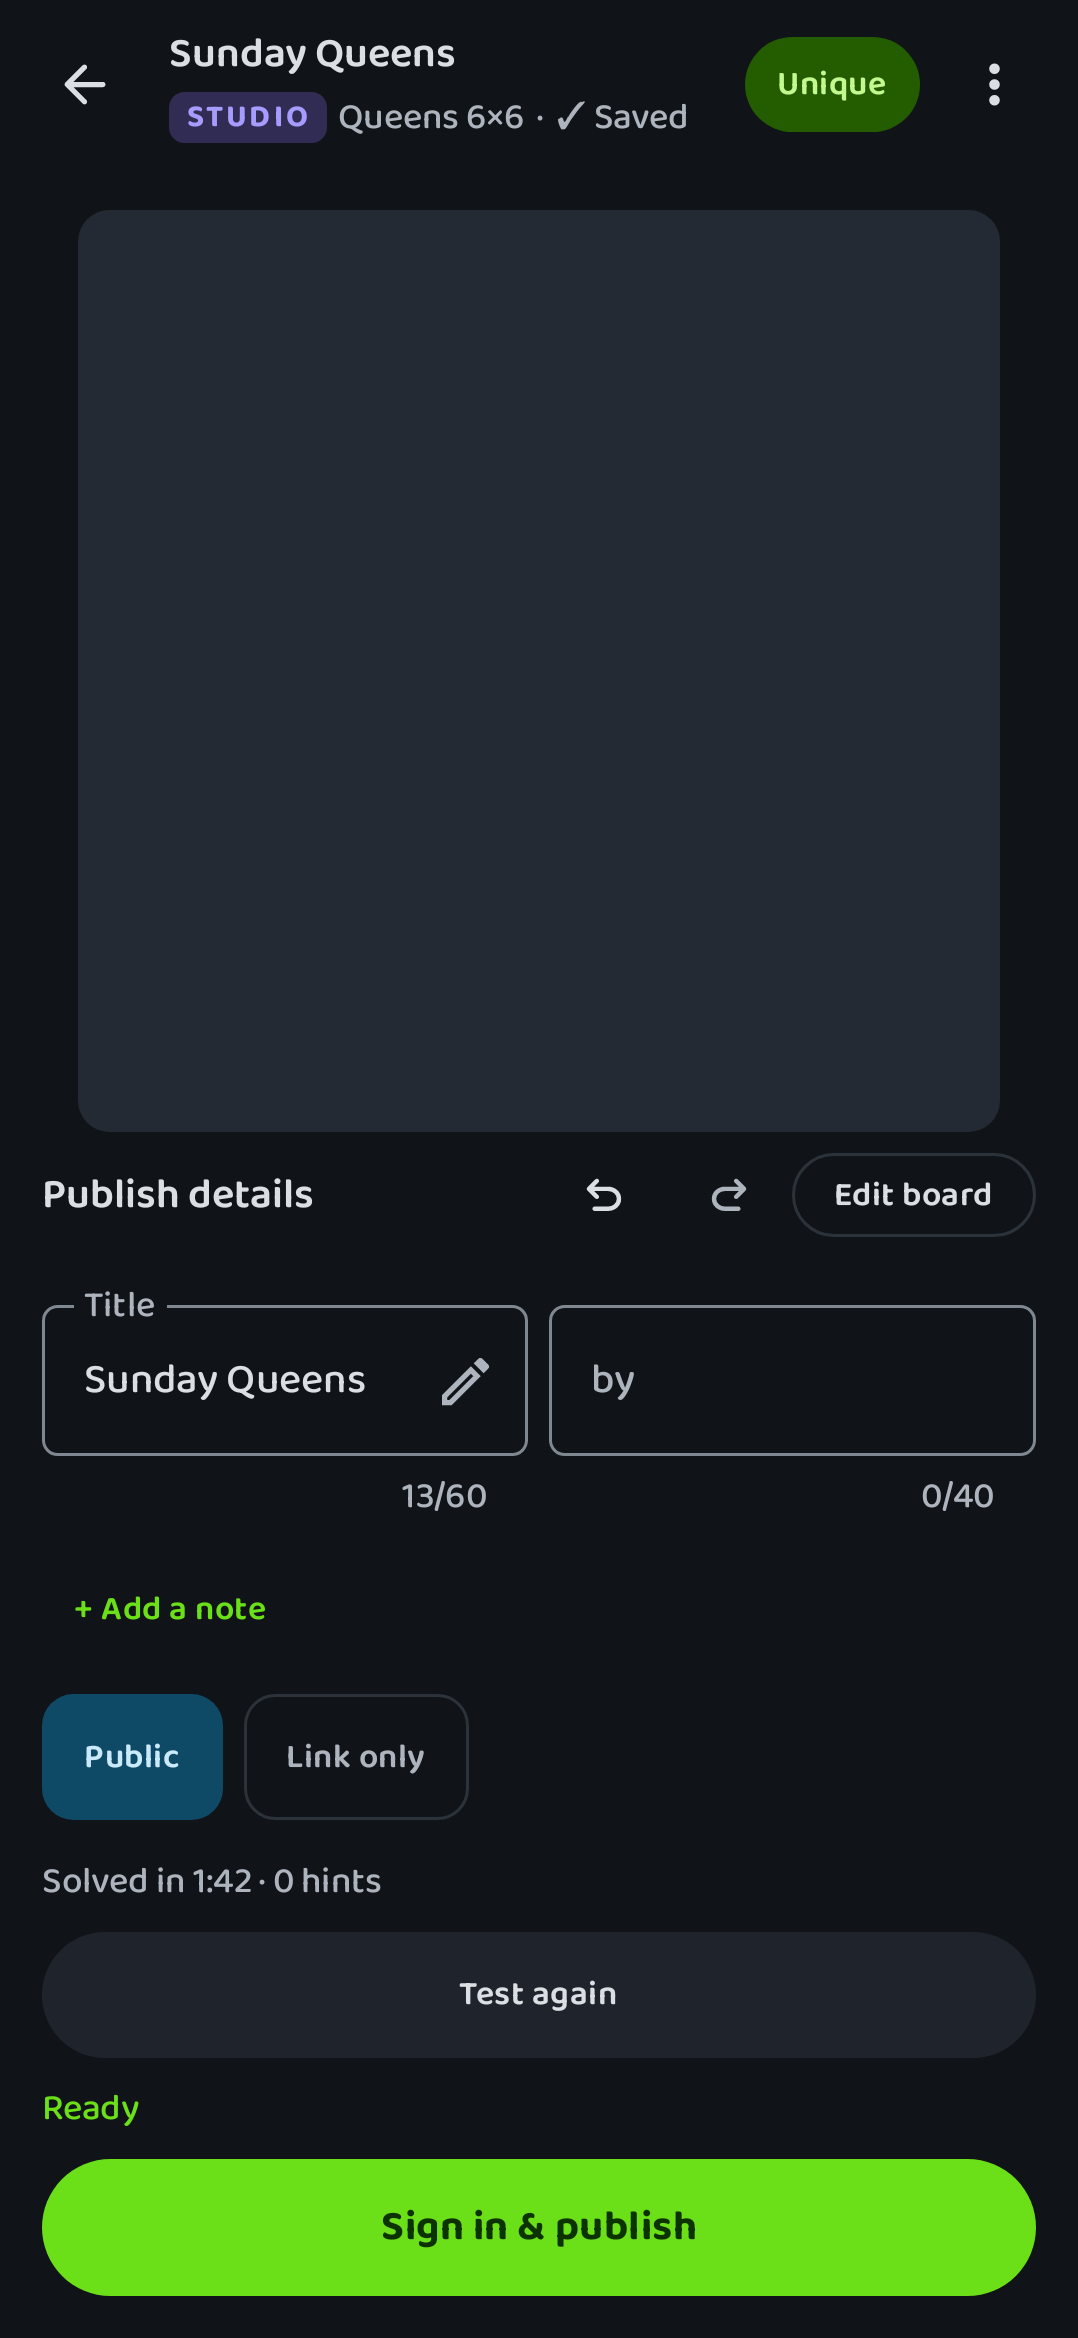 Sunday Queens
STUDIO Queens 6×6 · ✓ Saved
Unique
Publish details
Edit board
Title
Sunday Queens
by
13/60
0/40
+ Add a note
Public
Link only
Solved in 1:42 · 0 hints
Test again
Ready
Sign in & publish